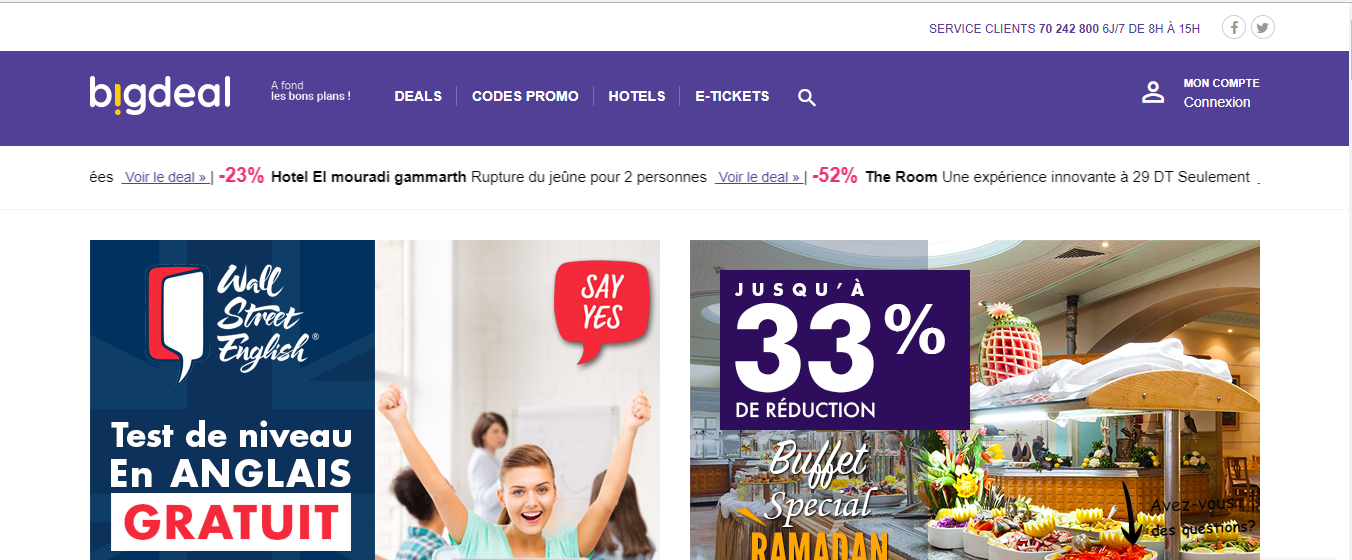 SERVICE CLIENTS 70 242 800 6J/7 DE 8H À 15H
bigdeal
A fond
les bons plans !
DEALS
CODES PROMO
HOTELS
E-TICKETS
MON COMPTE
Connexion
ées Voir le deal » | -23% Hotel El mouradi gammarth Rupture du jeûne pour 2 personnes Voir le deal » | -52% The Room Une expérience innovante à 29 DT Seulement
Wall
Street
English®
SAY
YES
Test de niveau
En ANGLAIS
GRATUIT
JUSQU'À
33%
DE RÉDUCTION
Buffet
Special
RAMADAN
Avez-vous
des questions?